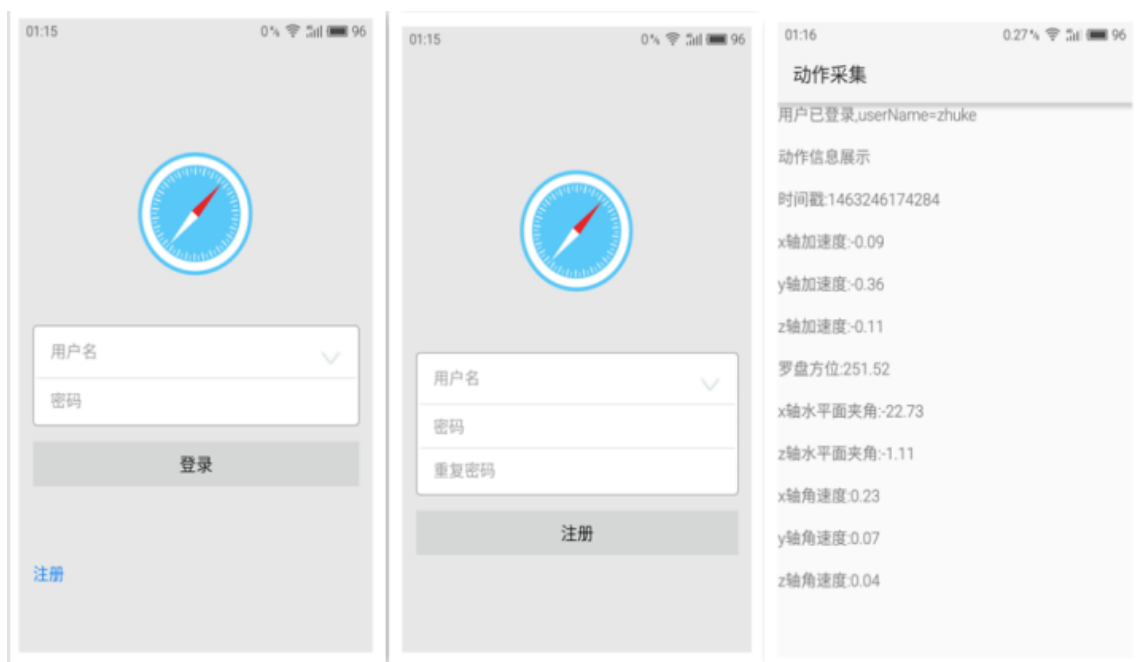 01:15
0% 96
用户名
密码
登录
注册
01:15
0% 96
用户名
密码
重复密码
注册
01:16
0.27% 96
动作采集
用户已登录,userName=zhuke
动作信息展示
时间戳:1463246174284
x轴加速度:-0.09
y轴加速度:-0.36
z轴加速度:-0.11
罗盘方位:251.52
x轴水平面夹角:-22.73
z轴水平面夹角:-1.11
x轴角速度:0.23
y轴角速度:0.07
z轴角速度:0.04